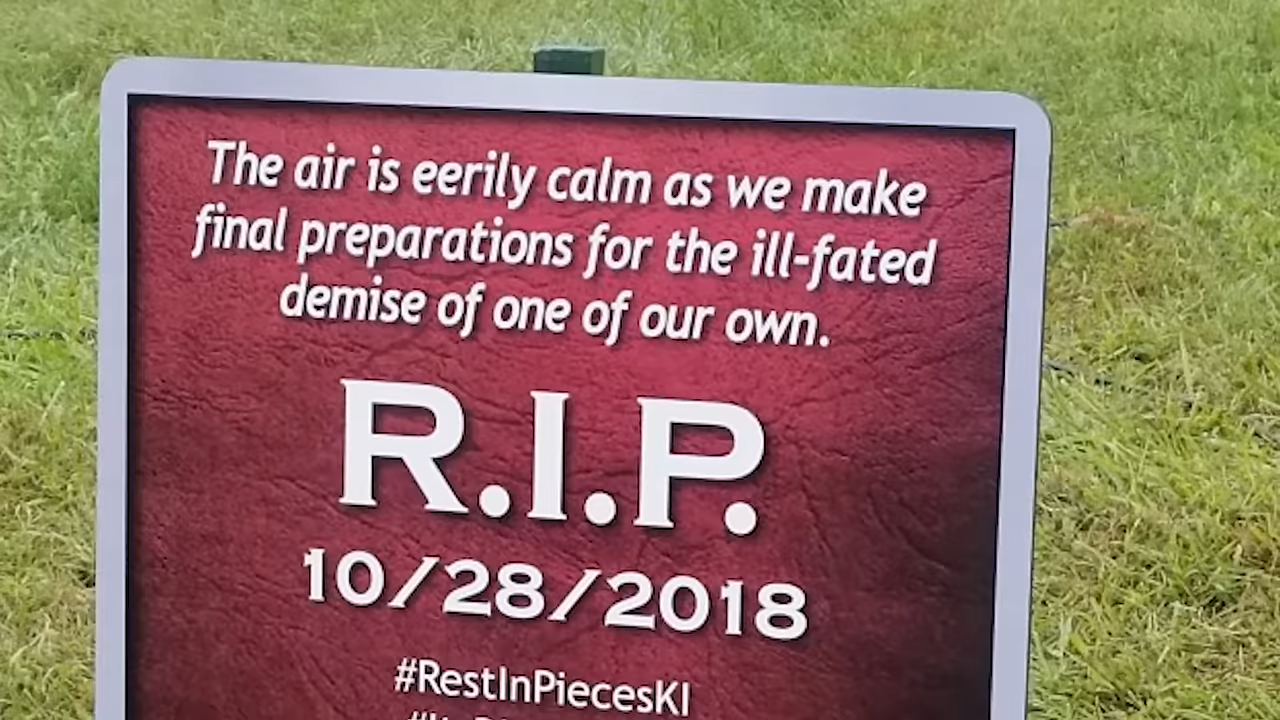 The air is eerily calm as we make
final preparations for the ill-fated
demise of one of our own.
R.I.P.
10/28/2018
#RestInPiecesKI